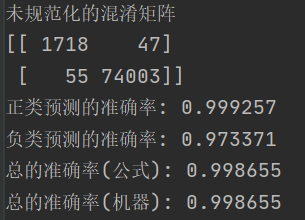 未规范化的混淆矩阵
[[ 1718    47]
 [   55 74003]]
正类预测的准确率: 0.999257
负类预测的准确率: 0.973371
总的准确率(公式): 0.998655
总的准确率(机器): 0.998655